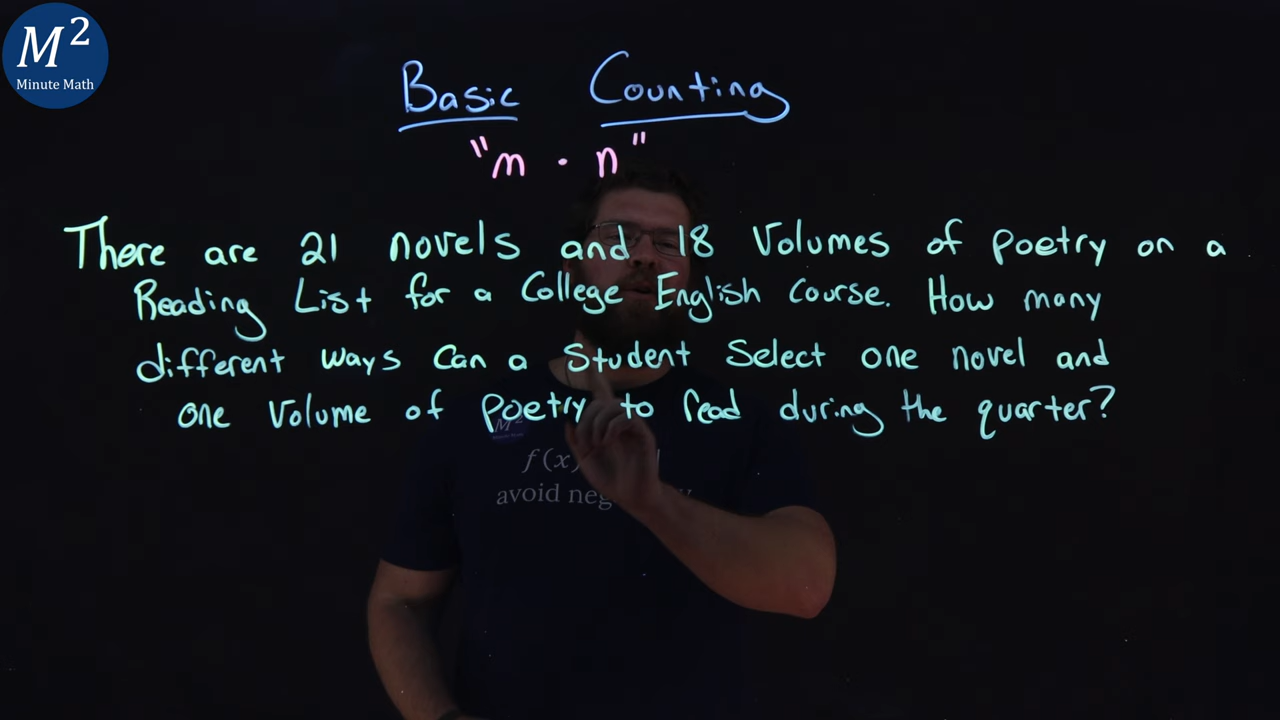 M²
Minute Math
Basic Counting
"m · n"
There are 21 novels and 18 Volumes of poetry on a
Reading List for a College English Course. How many
different ways can a Student Select one novel and
one Volume of poetry to read during the quarter?
M²
f(x)
avoid neg